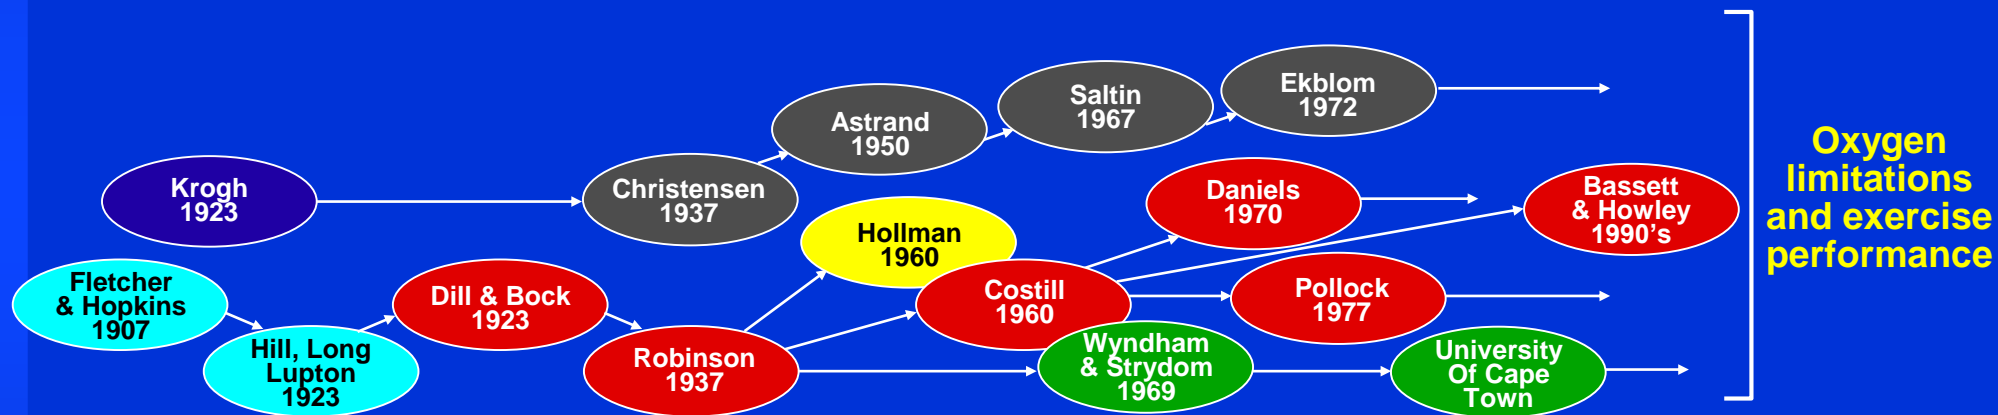 Krogh
1923
Christensen
1937
Astrand
1950
Saltin
1967
Ekblom
1972
Fletcher
& Hopkins
1907
Hill, Long
Lupton
1923
Dill & Bock
1923
Robinson
1937
Hollman
1960
Costill
1960
Daniels
1970
Bassett
& Howley
1990's
Pollock
1977
Wyndham
& Strydom
1969
University
Of Cape
Town
Oxygen
limitations
and exercise
performance